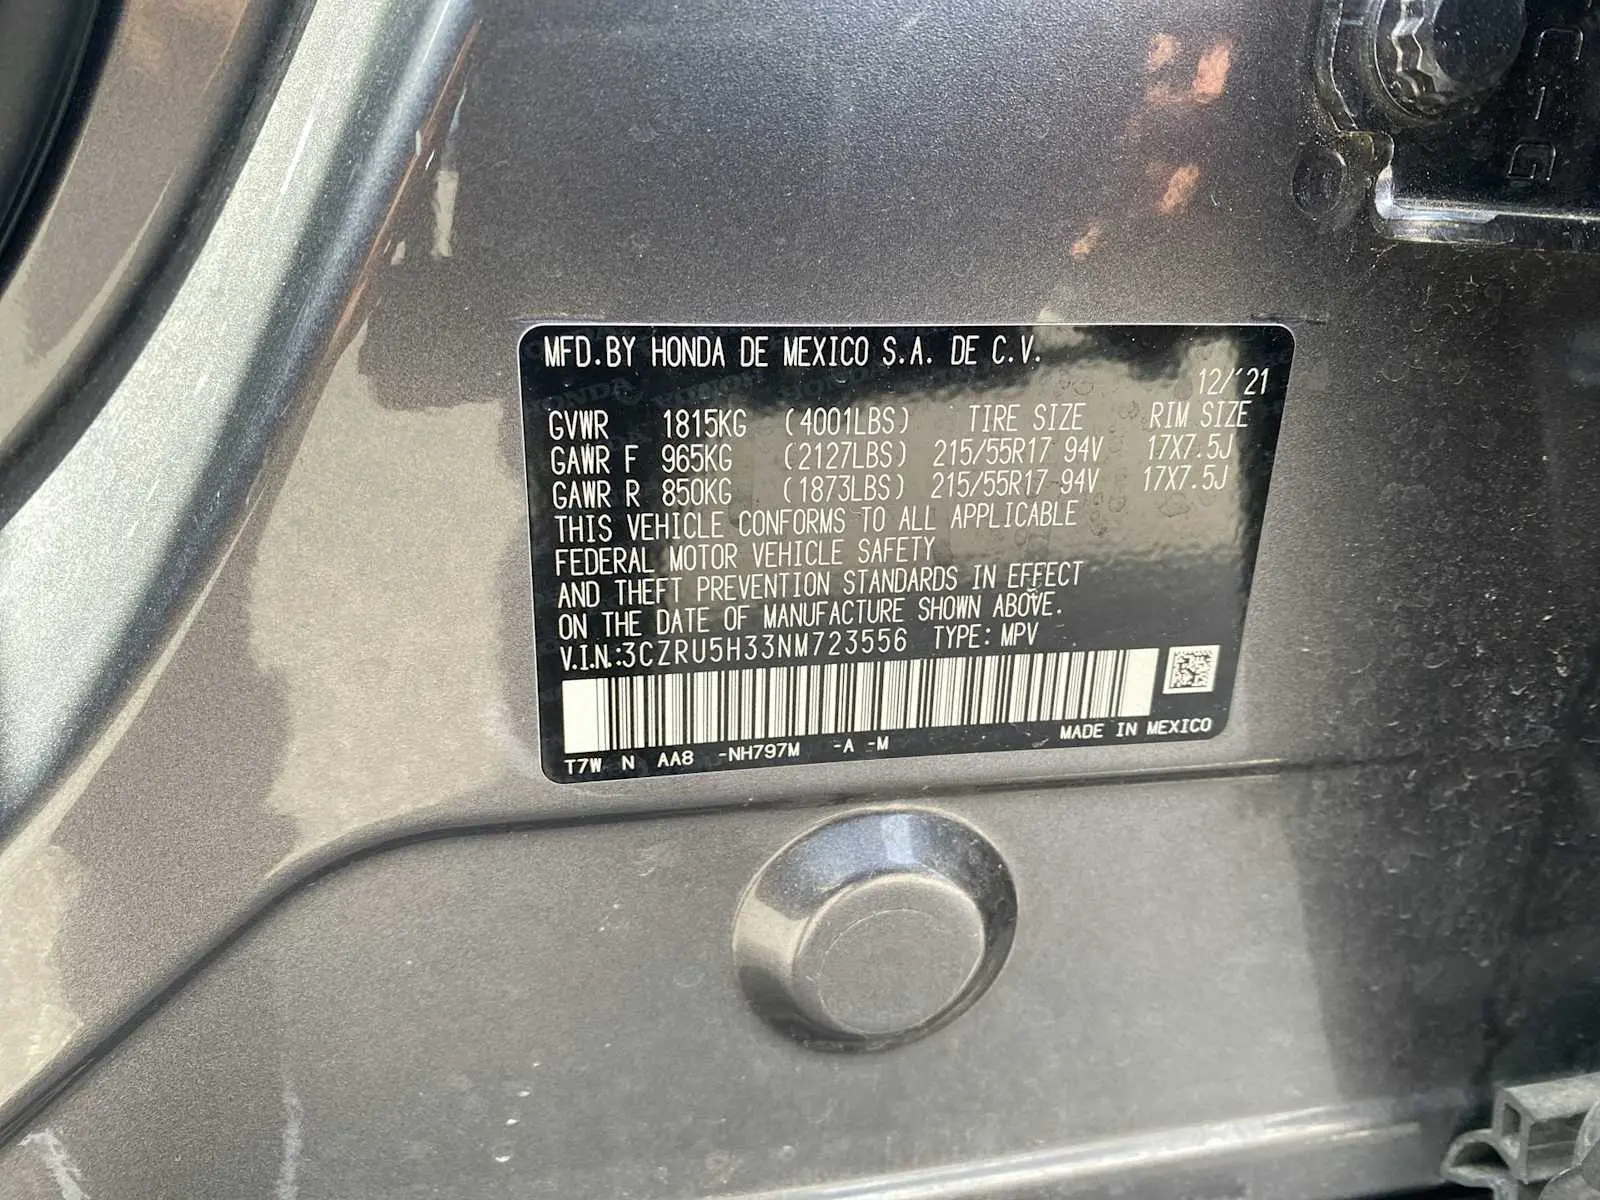 MFD.BY HONDA DE MEXICO S.A. DE C.V.
12/'21
GVWR 1815KG (4001LBS) TIRE SIZE RIM SIZE
GAWR F 965KG (2127LBS) 215/55R17 94V 17X7.5J
GAWR R 850KG (1873LBS) 215/55R17 94V 17X7.5J
THIS VEHICLE CONFORMS TO ALL APPLICABLE
FEDERAL MOTOR VEHICLE SAFETY
AND THEFT PREVENTION STANDARDS IN EFFECT
ON THE DATE OF MANUFACTURE SHOWN ABOVE.
V.I.N.:3CZRU5H33NM723556 TYPE: MPV
T7W N AA8 -NH797M -A -M MADE IN MEXICO